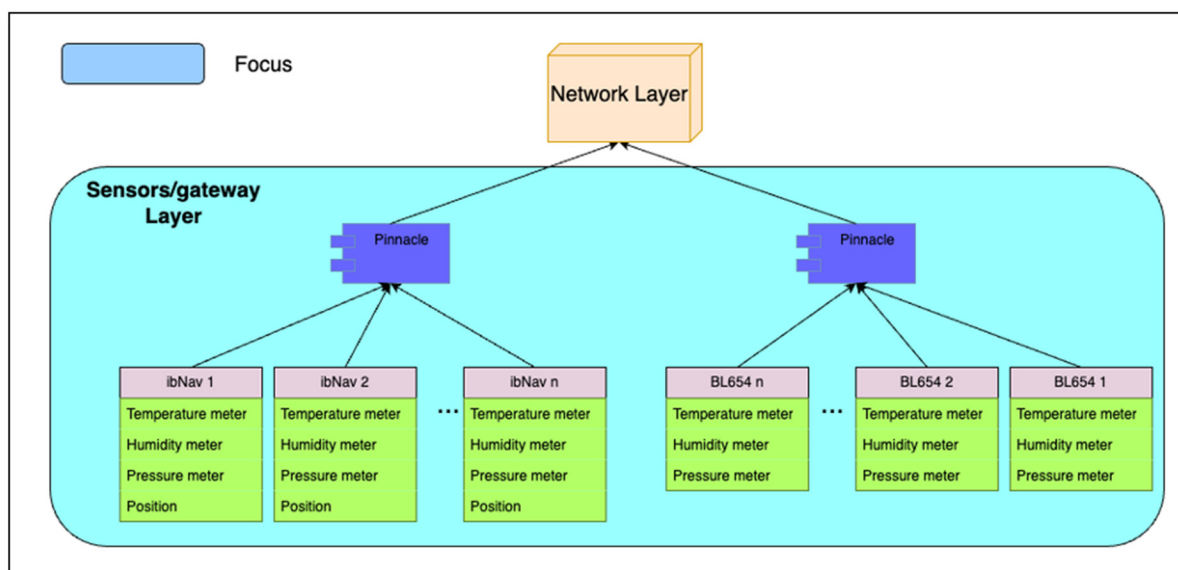 Focus
Network Layer
Sensors/gateway
Layer
Pinnacle
Pinnacle
ibNav 1
Temperature meter
Humidity meter
Pressure meter
Position
ibNav 2
Temperature meter
Humidity meter
Pressure meter
Position
...
ibNav n
Temperature meter
Humidity meter
Pressure meter
Position
BL654 n
Temperature meter
Humidity meter
Pressure meter
...
BL654 2
Temperature meter
Humidity meter
Pressure meter
BL654 1
Temperature meter
Humidity meter
Pressure meter